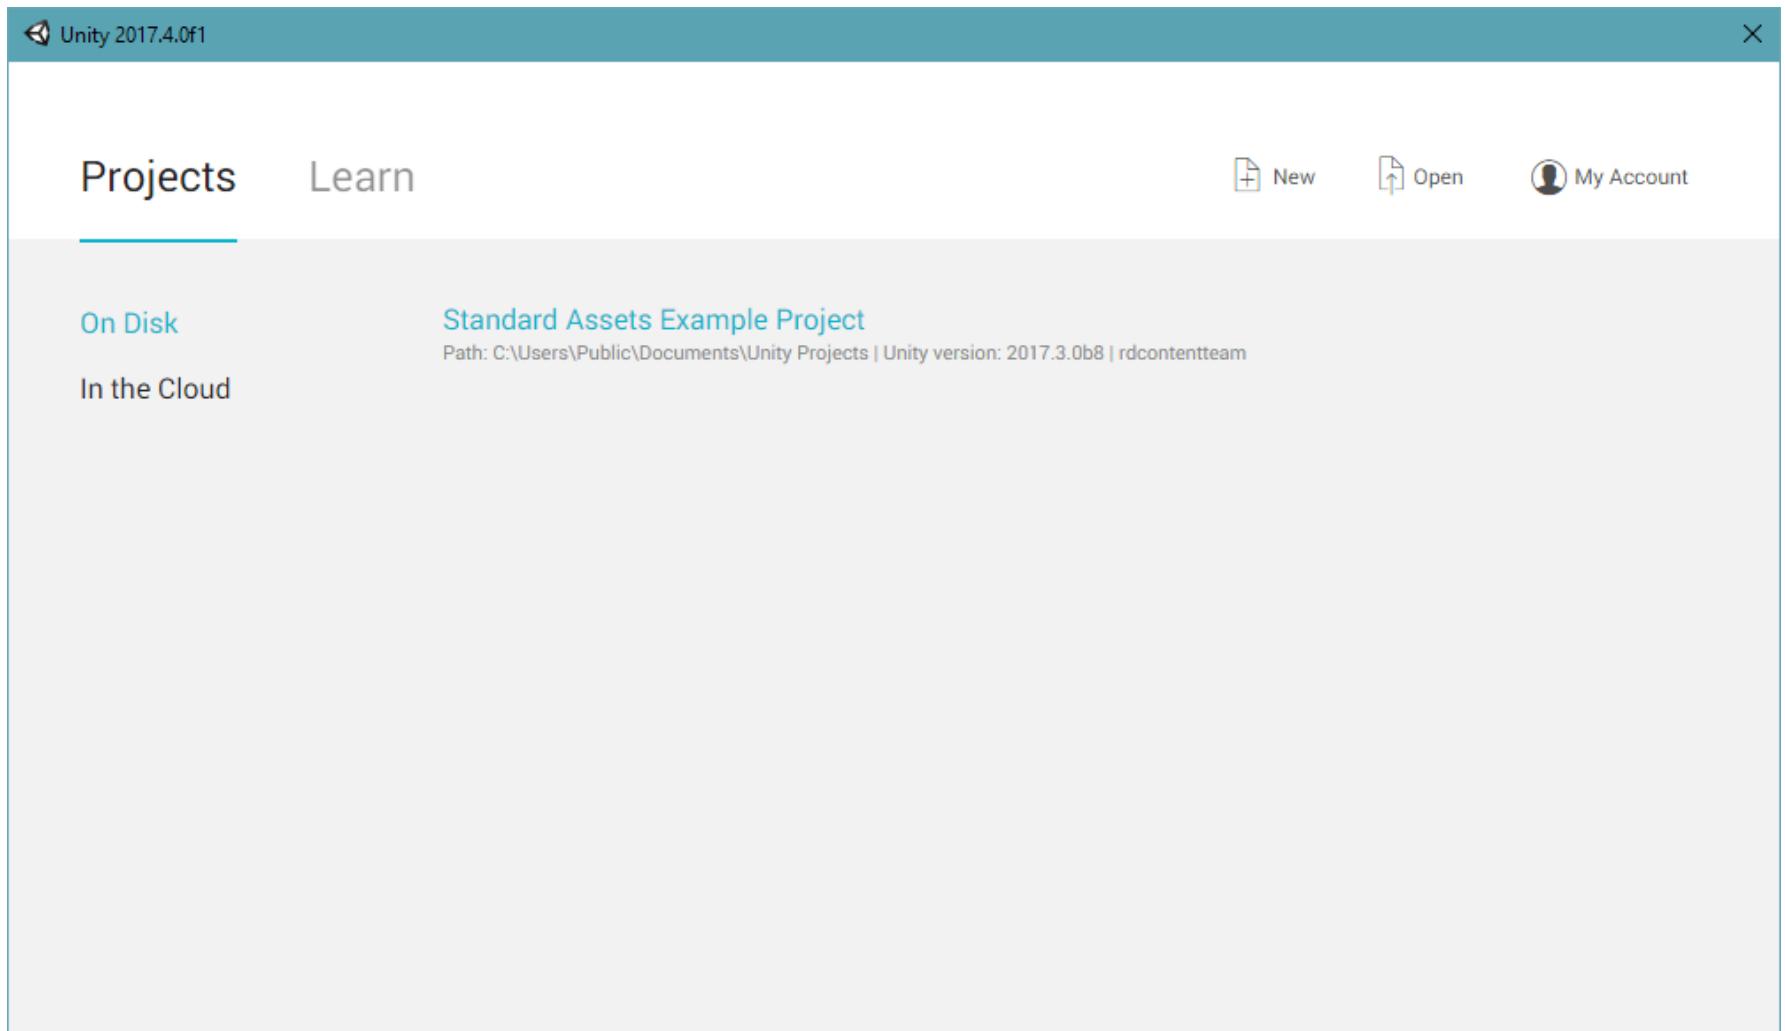 Unity 2017.4.0f1
Projects Learn New Open My Account
On Disk
Standard Assets Example Project
Path: C:\Users\Public\Documents\Unity Projects | Unity version: 2017.3.0b8 | rdcontentteam
In the Cloud